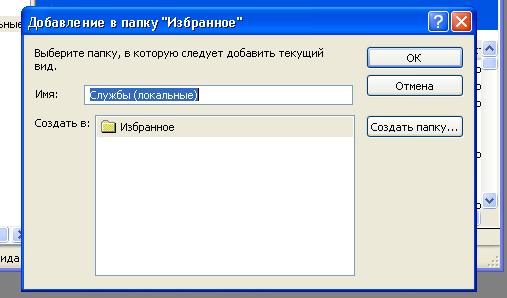 Добавление в папку "Избранное"
Выберите папку, в которую следует добавить текущий
вид.
OK
Отмена
Имя:
Службы (локальные)
Создать в:
Избранное
Создать папку...